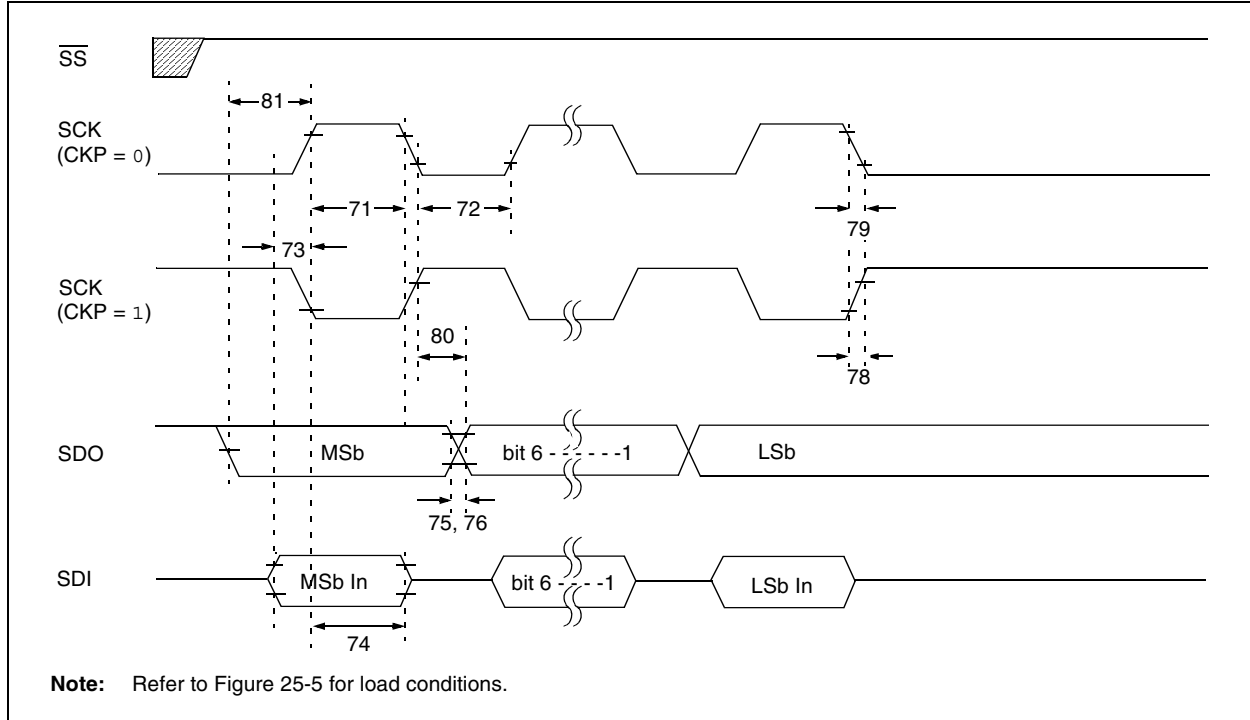 SS
81
SCK
(CKP = 0)
71
72
79
73
SCK
(CKP = 1)
80
78
SDO
MSb
bit 6 - - - - - - -1
LSb
75, 76
SDI
MSb In
bit 6 - - - - -1
LSb In
74
Note: Refer to Figure 25-5 for load conditions.